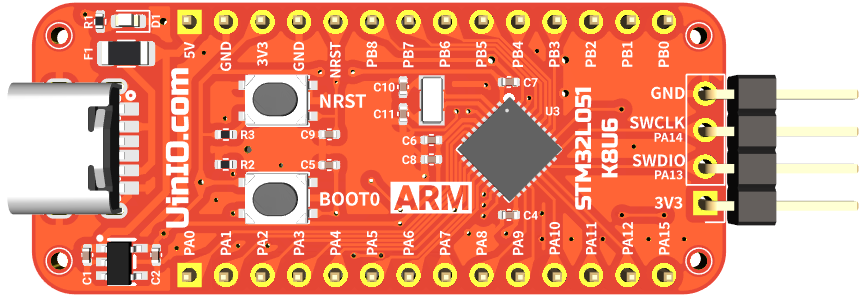 R1
D1
F1
5V
GND
3V3
GND
NRST
PB8
PB7
PB6
PB5
PB4
PB3
PB2
PB1
PB0
UinIO.com
NRST
R3
C9
R2
C5
BOOT0
C10
C11
C6
C8
C7
U3
C4
ARM
STM32L051
K8U6
GND
SWCLK
PA14
SWDIO
PA13
3V3
C1
C2
PA0
PA1
PA2
PA3
PA4
PA5
PA6
PA7
PA8
PA9
PA10
PA11
PA12
PA15